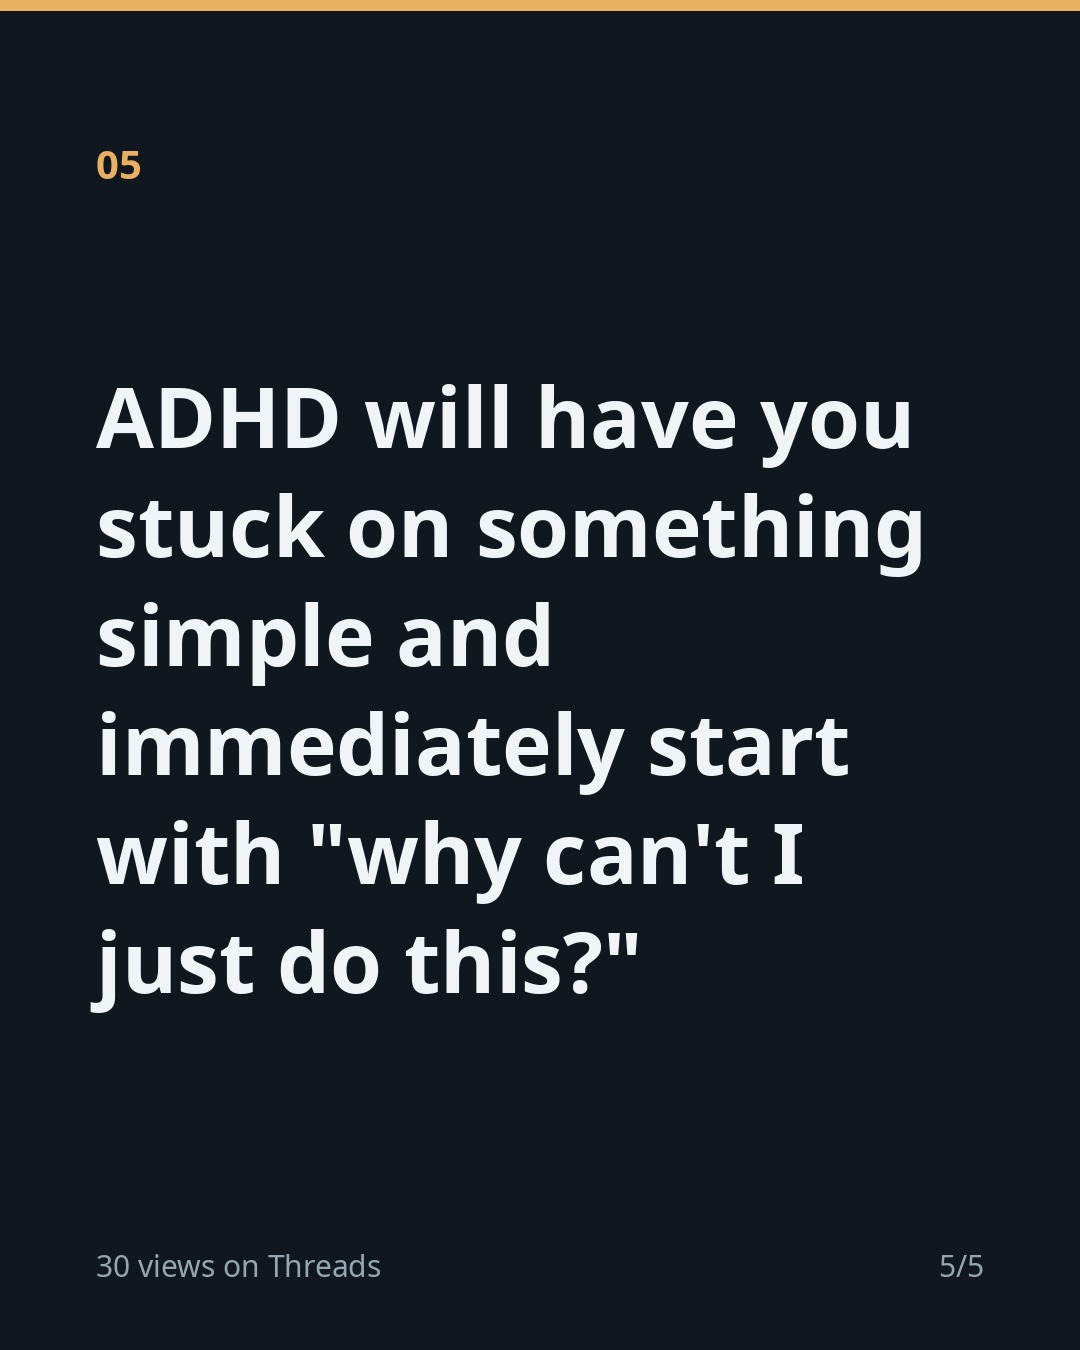 05
ADHD will have you
stuck on something
simple and
immediately start
with "why can't I
just do this?"
30 views on Threads
5/5